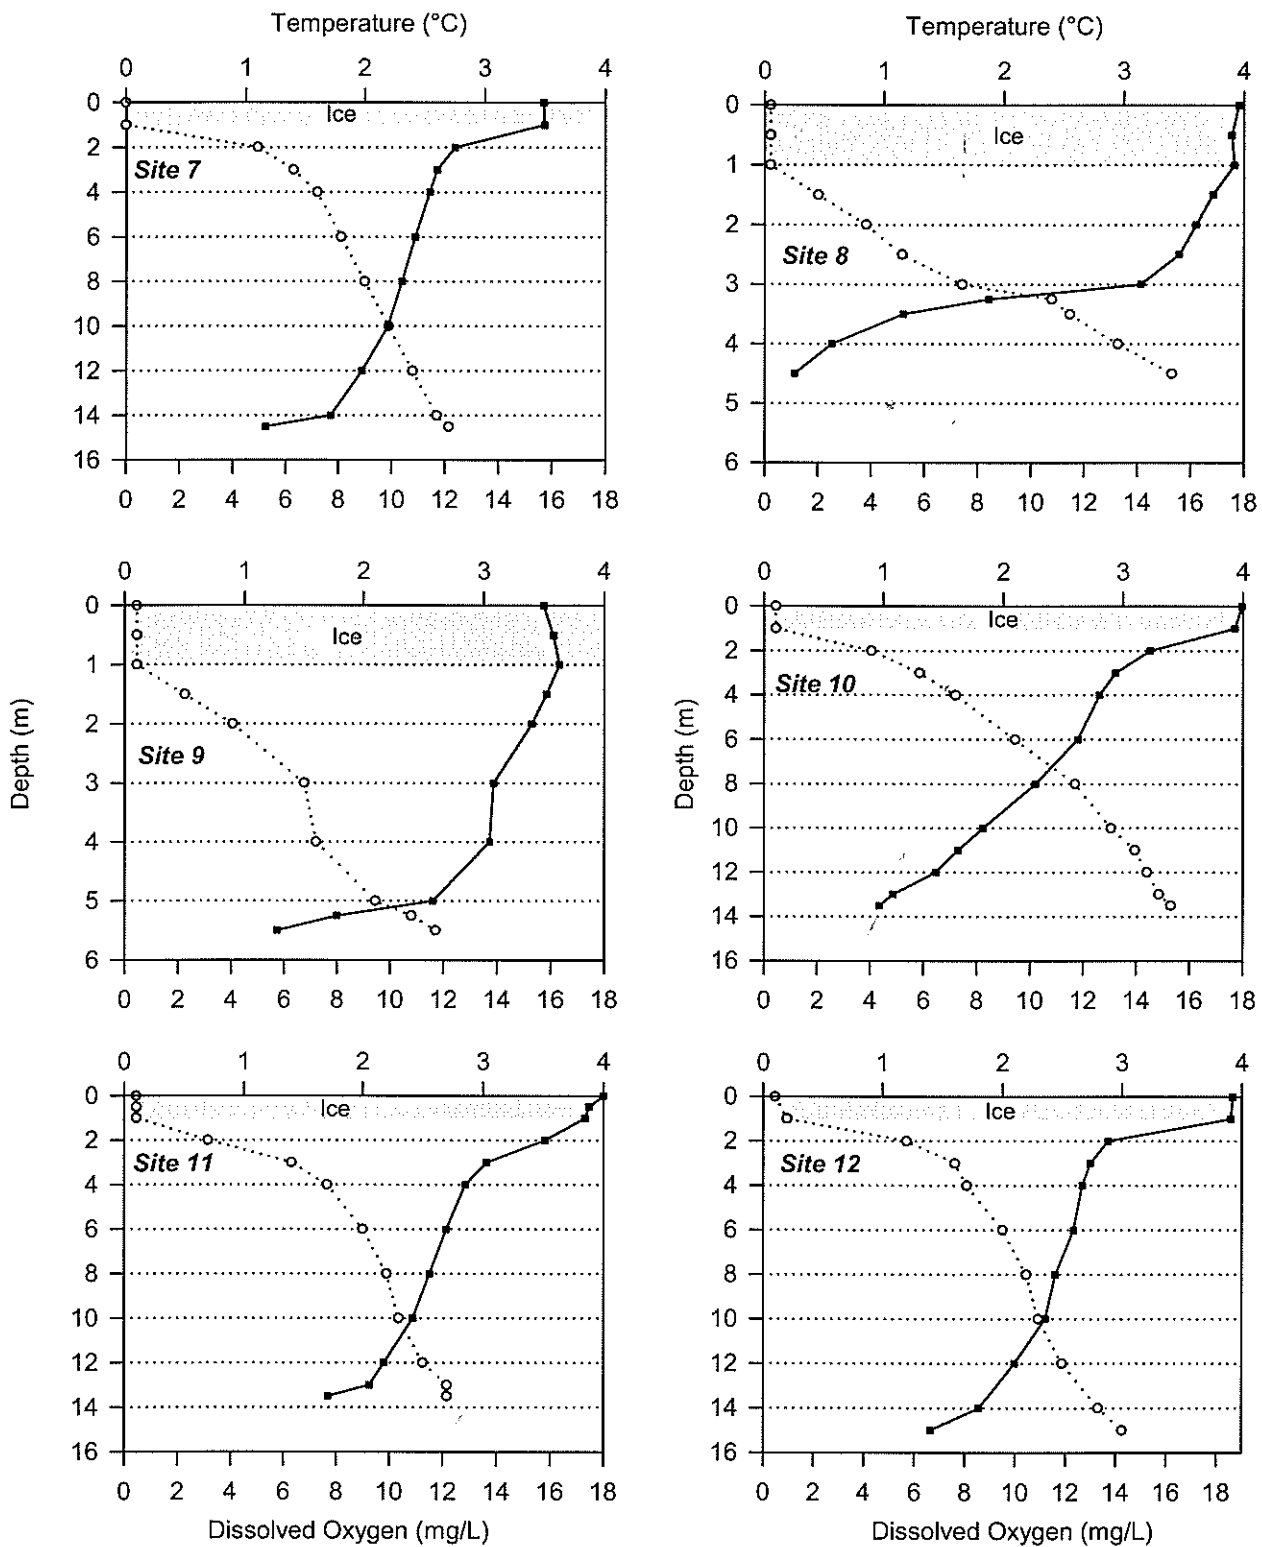 Temperature (°C)
0 1 2 3 4
0
2
4
6
8
10
12
14
16
Ice
Site 7
0 2 4 6 8 10 12 14 16 18
Temperature (°C)
0 1 2 3 4
0
1
2
3
4
5
6
Ice
Site 8
0 2 4 6 8 10 12 14 16 18
0 1 2 3 4
Depth (m)
0
1
2
3
4
5
6
Ice
Site 9
0 2 4 6 8 10 12 14 16 18
0 1 2 3 4
Depth (m)
0
2
4
6
8
10
12
14
16
Ice
Site 10
0 2 4 6 8 10 12 14 16 18
0 1 2 3 4
0
2
4
6
8
10
12
14
16
Ice
Site 11
0 2 4 6 8 10 12 14 16 18
Dissolved Oxygen (mg/L)
0 1 2 3 4
0
2
4
6
8
10
12
14
16
Ice
Site 12
0 2 4 6 8 10 12 14 16 18
Dissolved Oxygen (mg/L)